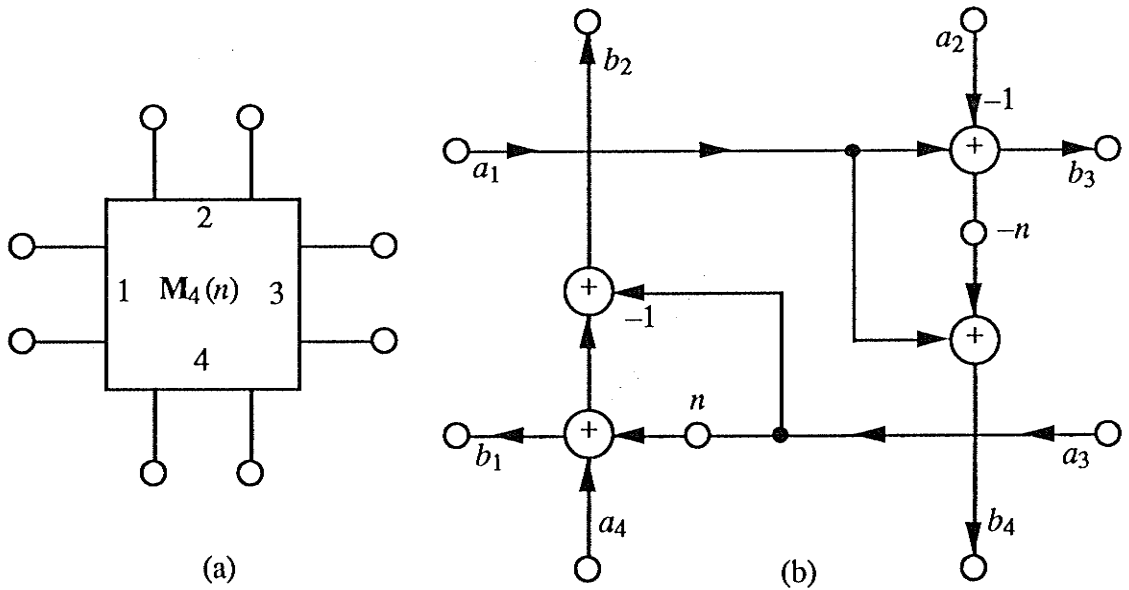 2
1 M₄(n) 3
4
(a)
b₂
a₂
–1
a₁
+
b₃
–n
+
–1
+
n
+
b₁
a₃
a₄
b₄
(b)